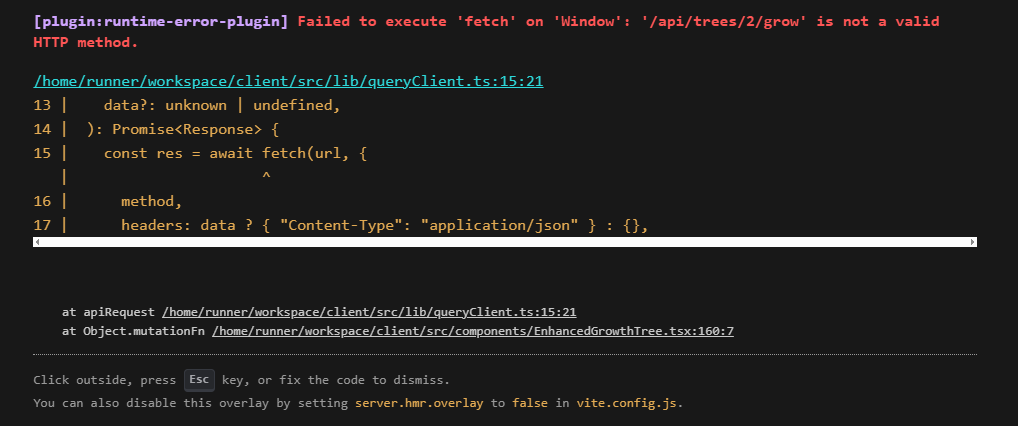 [plugin:runtime-error-plugin] Failed to execute 'fetch' on 'Window': '/api/trees/2/grow' is not a valid
HTTP method.
/home/runner/workspace/client/src/lib/queryClient.ts:15:21
13 |    data?: unknown | undefined,
14 |  ): Promise<Response> {
15 |    const res = await fetch(url, {
   |                      ^
16 |      method,
17 |      headers: data ? { "Content-Type": "application/json" } : {},
at apiRequest /home/runner/workspace/client/src/lib/queryClient.ts:15:21
at Object.mutationFn /home/runner/workspace/client/src/components/EnhancedGrowthTree.tsx:160:7
Click outside, press Esc key, or fix the code to dismiss.
You can also disable this overlay by setting server.hmr.overlay to false in vite.config.js.